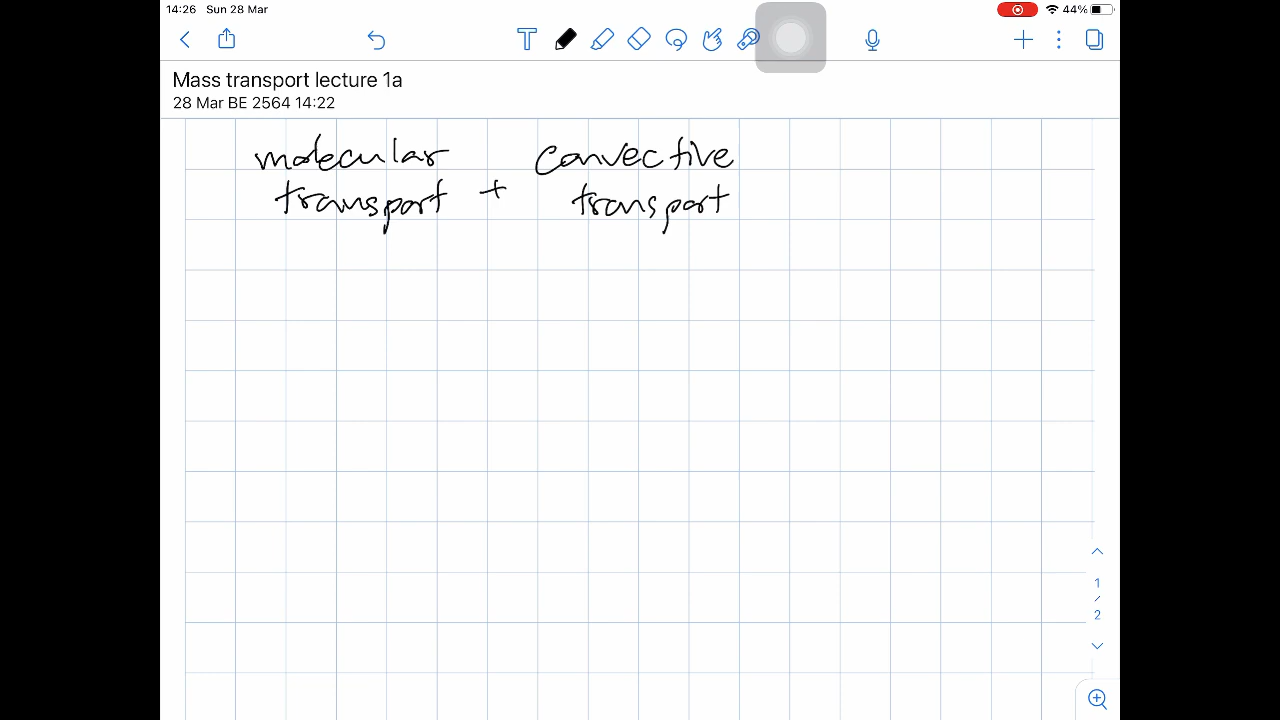 14:26 Sun 28 Mar 44%
T
Mass transport lecture 1a
28 Mar BE 2564 14:22
molecular + convective
transport transport
1
/
2